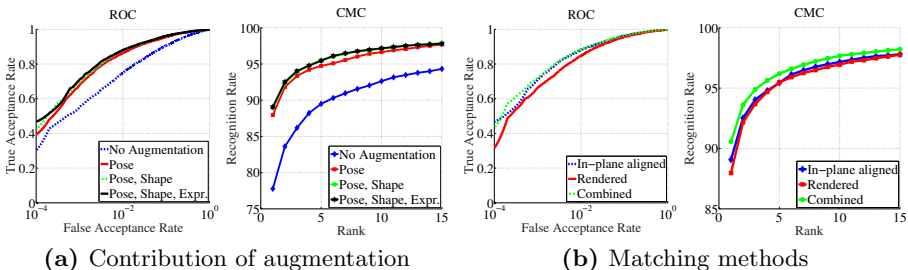 ROC
True Acceptance Rate
1
0.8
0.6
0.4
0.2
0
No Augmentation
Pose
Pose, Shape
Pose, Shape, Expr.
10^-4
10^-2
10^0
False Acceptance Rate
CMC
Recognition Rate
100
95
90
85
80
75
No Augmentation
Pose
Pose, Shape
Pose, Shape, Expr.
0
5
10
15
Rank
(a) Contribution of augmentation
ROC
True Acceptance Rate
1
0.8
0.6
0.4
0.2
0
In-plane aligned
Rendered
Combined
10^-4
10^-2
10^0
False Acceptance Rate
CMC
Recognition Rate
100
95
90
85
In-plane aligned
Rendered
Combined
0
5
10
15
Rank
(b) Matching methods